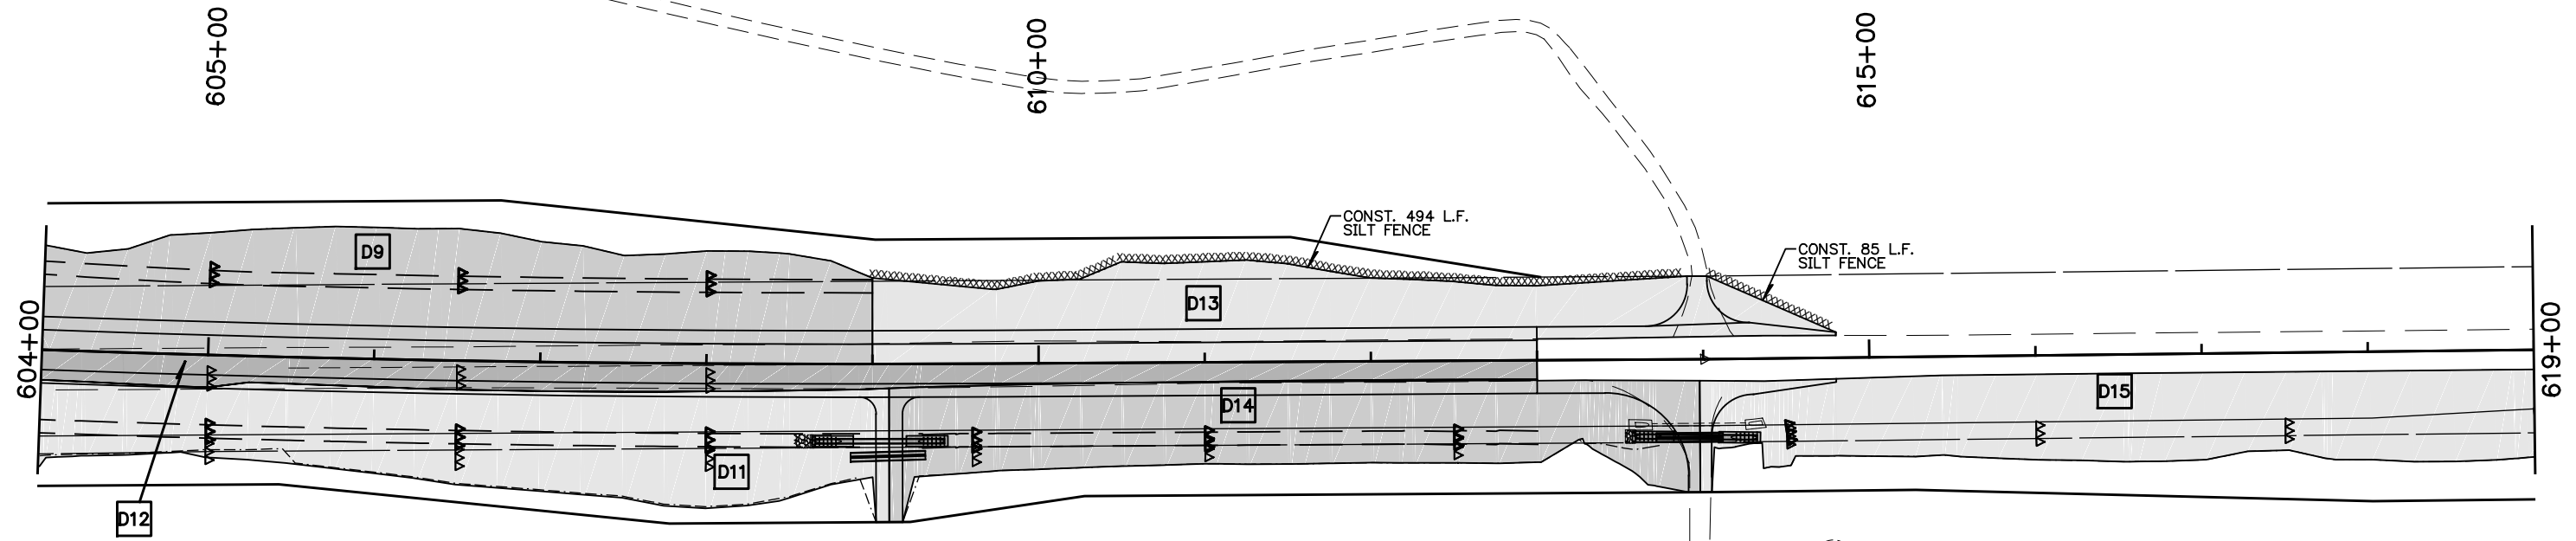 605+00
610+00
615+00
CONST. 494 L.F.
SILT FENCE
CONST. 85 L.F.
SILT FENCE
D9
D13
604+00
619+00
D15
D14
D11
D12